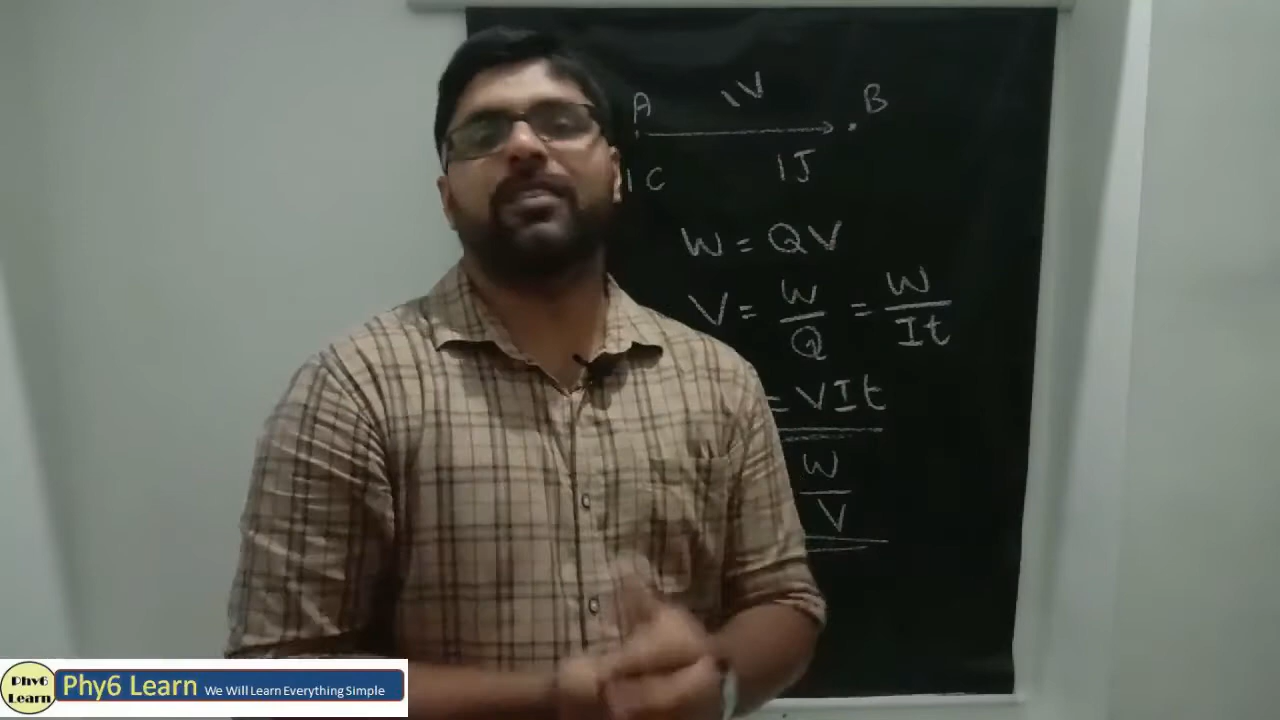 A 1V B
1C 1J
W = QV
V = W/Q = W/It
= VIt
W/V
Phy6 Learn
Phy6 Learn We Will Learn Everything Simple